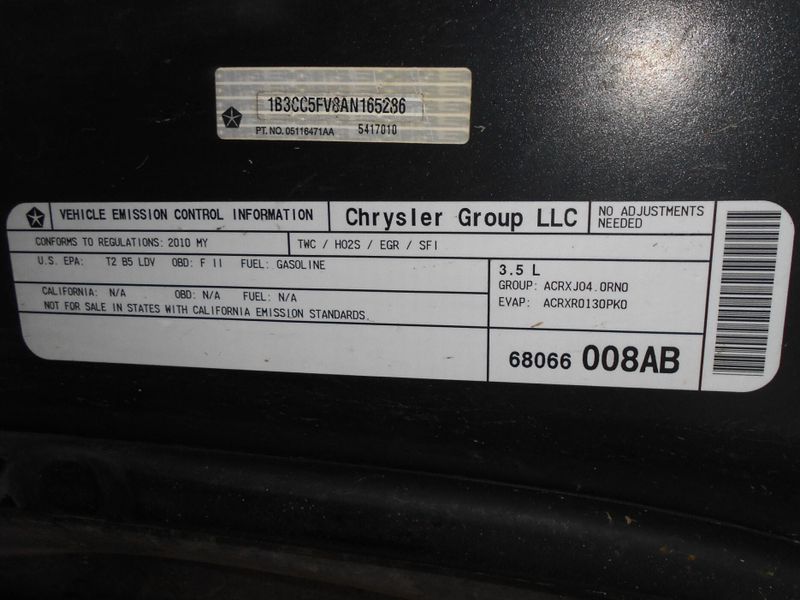 1B3CC5FV8AN165286
PT. NO. 05116471AA 5417010
VEHICLE EMISSION CONTROL INFORMATION Chrysler Group LLC NO ADJUSTMENTS
NEEDED
CONFORMS TO REGULATIONS: 2010 MY TWC / HO2S / EGR / SFI
U.S. EPA: T2 B5 LDV OBD: F II FUEL: GASOLINE
3.5 L
GROUP: ACRXJ04.0RN0
EVAP: ACRXR0130PK0
CALIFORNIA: N/A OBD: N/A FUEL: N/A
NOT FOR SALE IN STATES WITH CALIFORNIA EMISSION STANDARDS.
68066 008AB